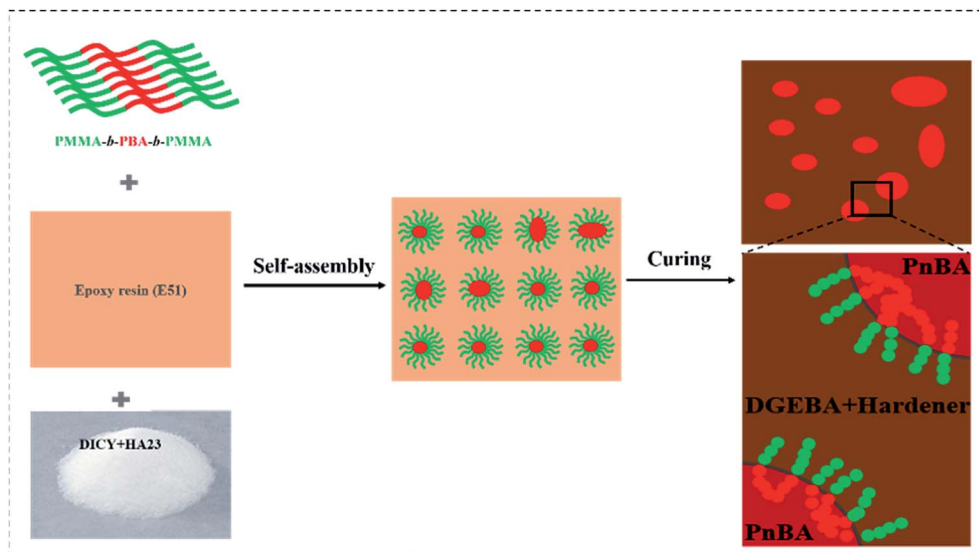 PMMA-b-PBA-b-PMMA
Epoxy resin (E51)
DICY+HA23
Self-assembly
Curing
PnBA
DGEBA+Hardener
PnBA